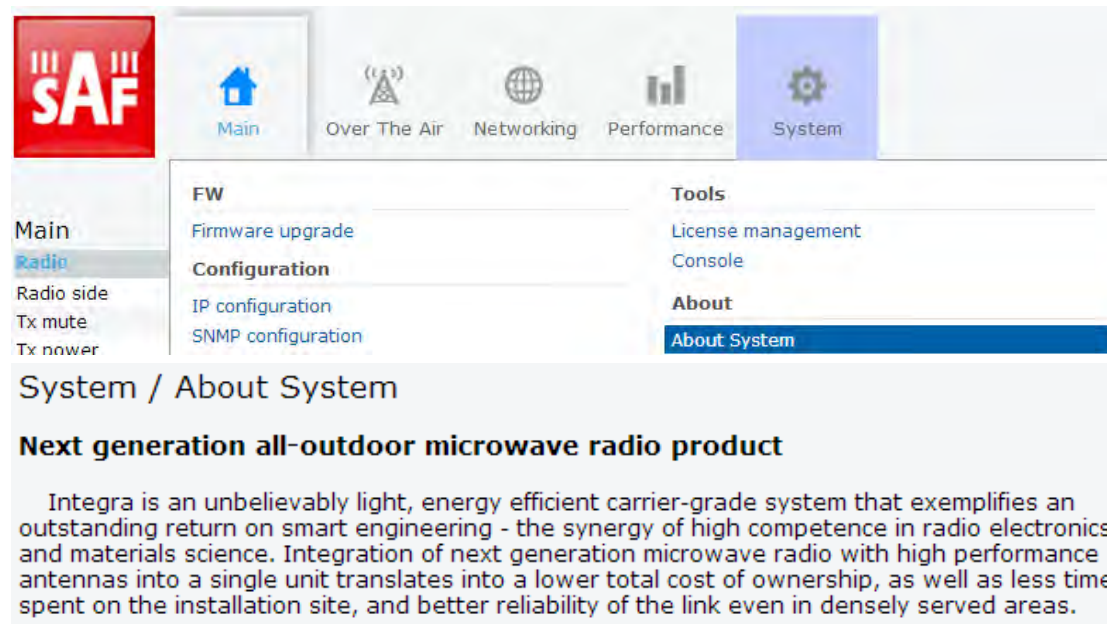 SAF
Main
Over The Air
Networking
Performance
System
FW
Firmware upgrade
Configuration
IP configuration
SNMP configuration
Tools
License management
Console
About
About System
Main
Radio
Radio side
Tx mute
Tx power
System / About System
Next generation all-outdoor microwave radio product
Integra is an unbelievably light, energy efficient carrier-grade system that exemplifies an
outstanding return on smart engineering - the synergy of high competence in radio electronics
and materials science. Integration of next generation microwave radio with high performance
antennas into a single unit translates into a lower total cost of ownership, as well as less time
spent on the installation site, and better reliability of the link even in densely served areas.